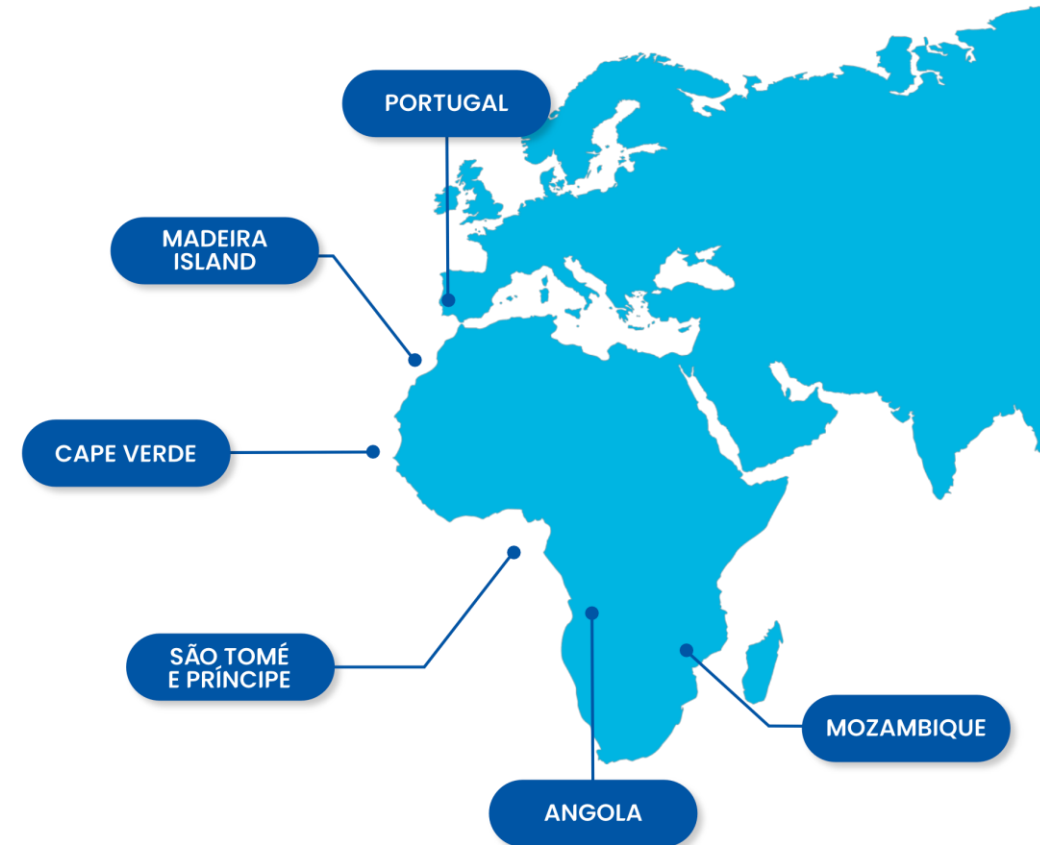 PORTUGAL
MADEIRA
ISLAND
CAPE VERDE
SÃO TOMÉ
E PRÍNCIPE
MOZAMBIQUE
ANGOLA